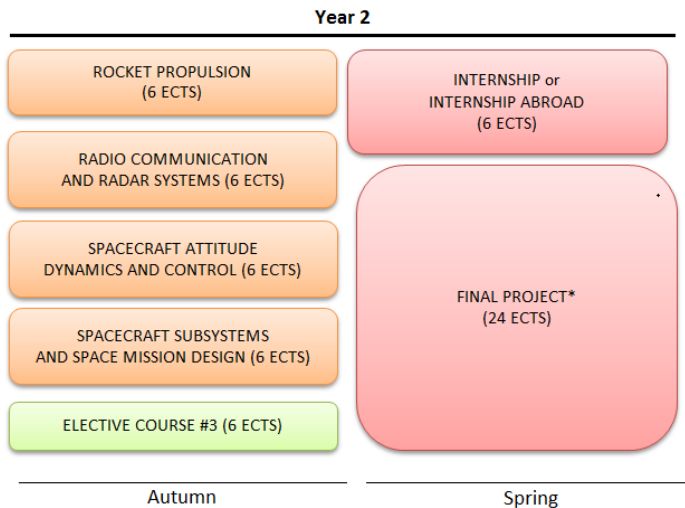 Year 2
ROCKET PROPULSION
(6 ECTS)
RADIO COMMUNICATION
AND RADAR SYSTEMS (6 ECTS)
SPACECRAFT ATTITUDE
DYNAMICS AND CONTROL (6 ECTS)
SPACECRAFT SUBSYSTEMS
AND SPACE MISSION DESIGN (6 ECTS)
ELECTIVE COURSE #3 (6 ECTS)
Autumn
INTERNSHIP or
INTERNSHIP ABROAD
(6 ECTS)
FINAL PROJECT*
(24 ECTS)
Spring